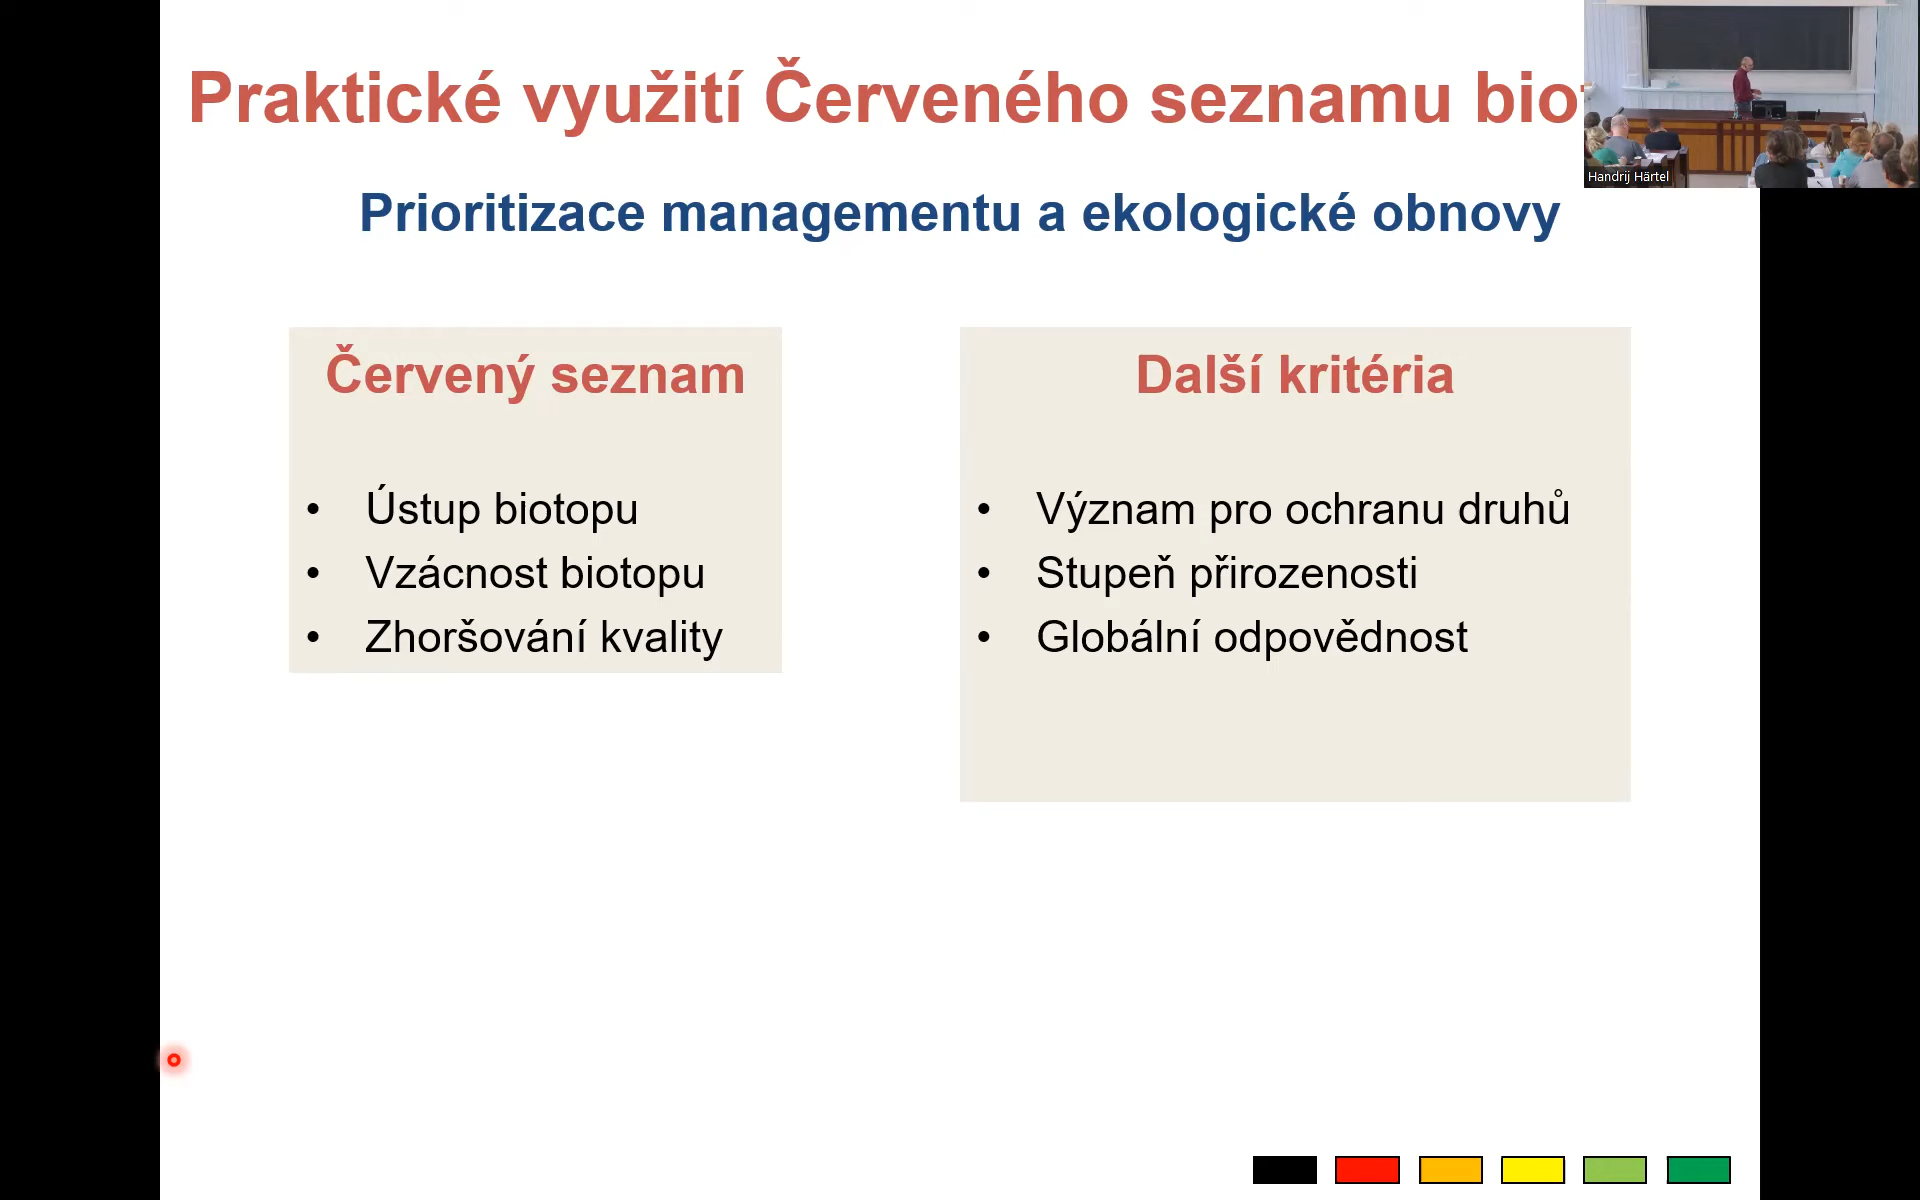 Praktické využití Červeného seznamu
Handrij Härtel
Prioritizace managementu a ekologické obnovy
Červený seznam
• Ústup biotopu
• Vzácnost biotopu
• Zhoršování kvality
Další kritéria
• Význam pro ochranu druhů
• Stupeň přirozenosti
• Globální odpovědnost